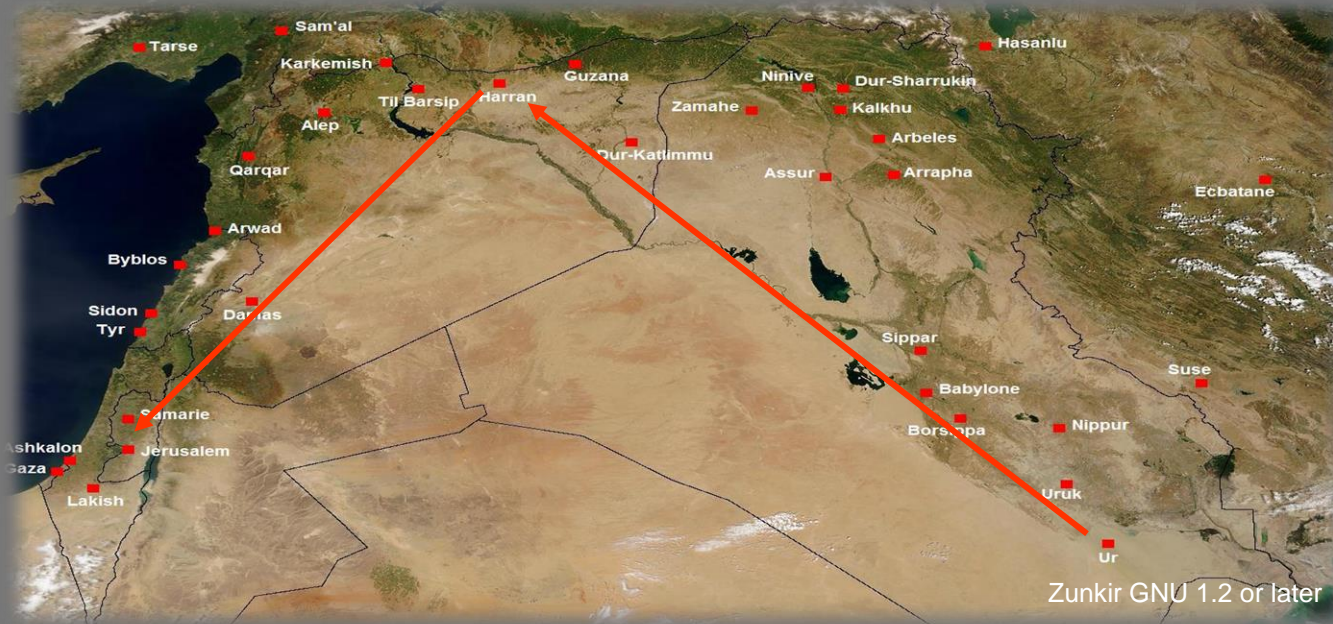 Sam'al
Tarse
Hasanlu
Karkemish
Guzana
Ninive
Dur-Sharrukin
Til Barsip
Harran
Zamahe
Kalkhu
Alep
Arbeles
Qarqar
Dur-Katlimmu
Assur
Arrapha
Ecbatane
Arwad
Byblos
Sidon
Damas
Tyr
Sippar
Suse
Babylone
Samarie
Borsippa
Nippur
Ashkalon
Jérusalem
Gaza
Lakish
Uruk
Ur
Zunkir GNU 1.2 or later